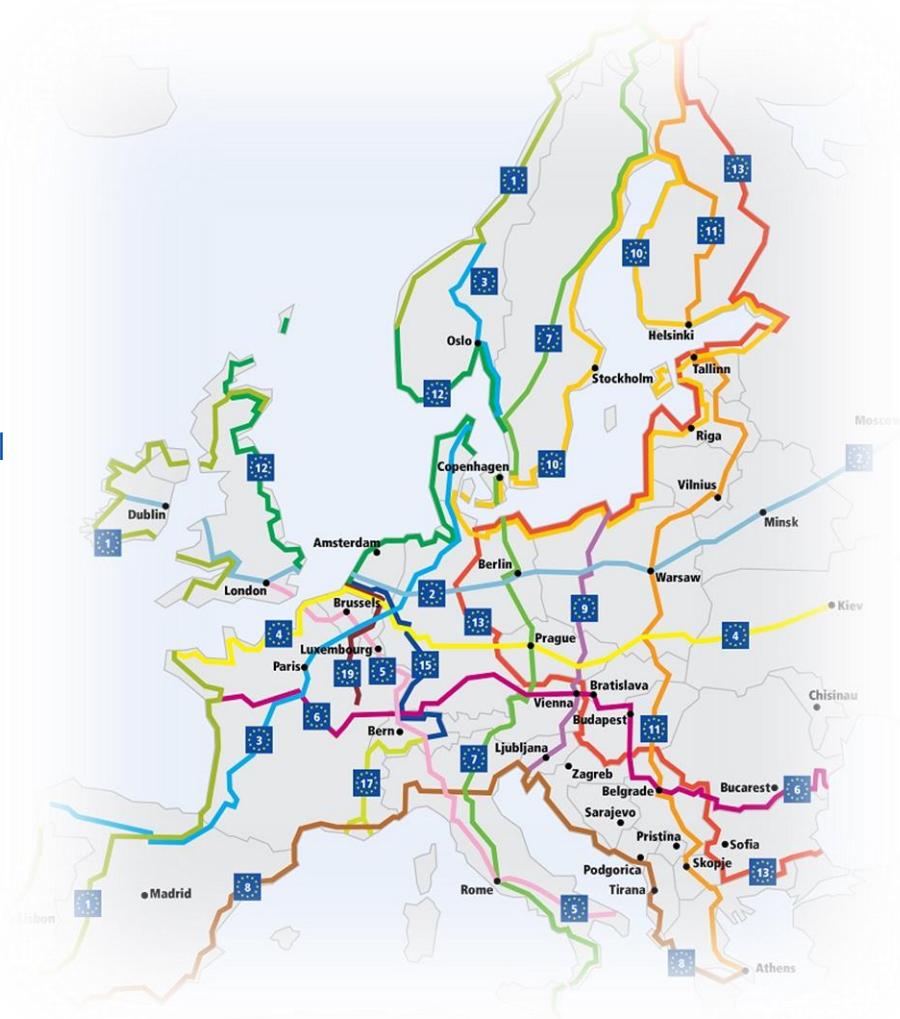 1
13
11
10
3
7
Oslo
Helsinki
Tallinn
Stockholm
12
Moscow
Riga
2
12
Copenhagen
10
Vilnius
Dublin
Minsk
1
Amsterdam
Berlin
Warsaw
London
2
Brussels
9
Kiev
4
13
4
Prague
Luxembourg
Paris
19
5
15
Bratislava
Chisinau
Vienna
6
Budapest
Bern
11
3
Ljubljana
7
Zagreb
17
Belgrade
Bucarest
6
Sarajevo
Pristina
Sofia
Skopje
Podgorica
13
8
Madrid
Rome
Tirana
1
Lisbon
5
8
Athens